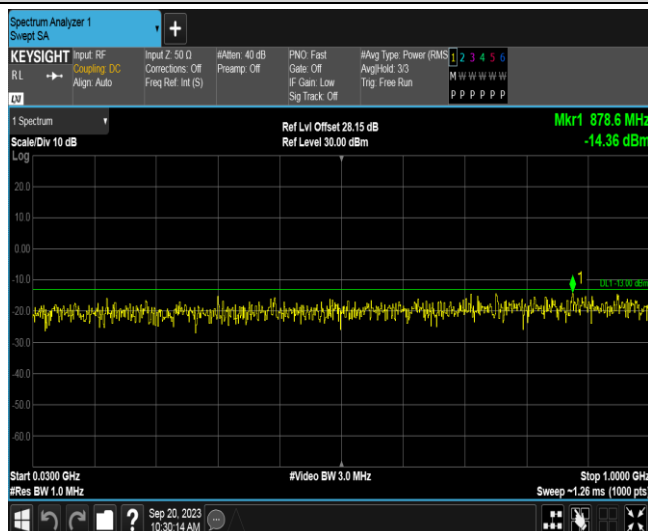 Spectrum Analyzer 1
Swept SA
+
KEYSIGHT
RL
LXI
Input: RF
Coupling: DC
Align: Auto
Input Z: 50 Ω
Corrections: Off
Freq Ref: Int (S)
#Atten: 40 dB
Preamp: Off
PNO: Fast
Gate: Off
IF Gain: Low
Sig Track: Off
#Avg Type: Power (RMS
Avg|Hold: 3/3
Trig: Free Run
1 2 3 4 5 6
M W W W W W
P P P P P P
1 Spectrum
Scale/Div 10 dB
Ref Lvl Offset 28.15 dB
Ref Level 30.00 dBm
Mkr1 878.6 MHz
-14.36 dBm
Log
20.0
10.0
0.00
-10.0
-20.0
-30.0
-40.0
-50.0
-60.0
1
DL1 -13.00 dBm
Start 0.0300 GHz
#Res BW 1.0 MHz
#Video BW 3.0 MHz
Stop 1.0000 GHz
Sweep ~1.26 ms (1000 pts)
?
Sep 20, 2023
10:30:14 AM